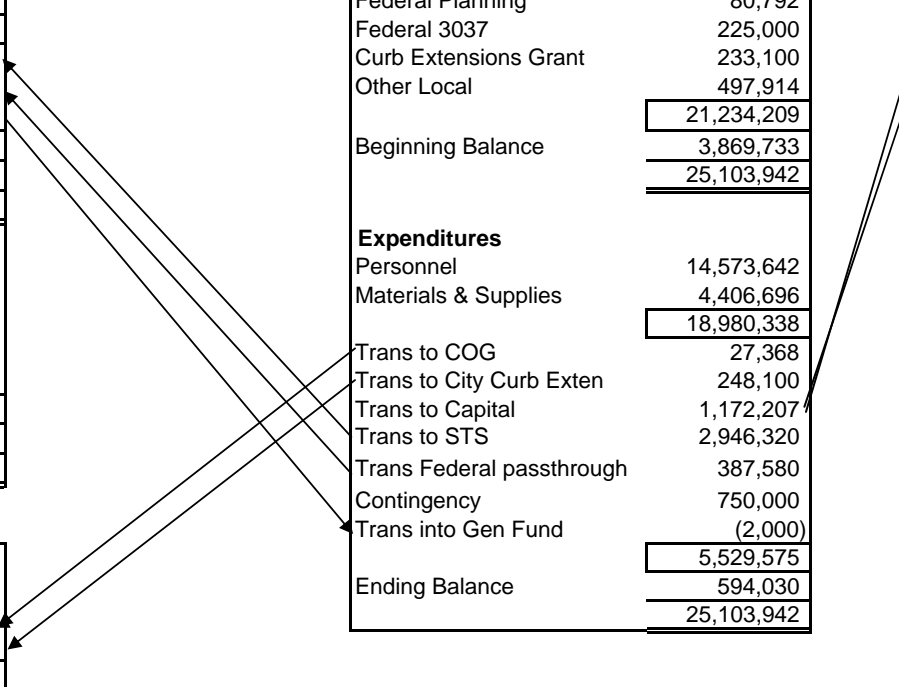 Federal Planning 80,792
Federal 3037 225,000
Curb Extensions Grant 233,100
Other Local 497,914
21,234,209
Beginning Balance 3,869,733
25,103,942
Expenditures
Personnel 14,573,642
Materials & Supplies 4,406,696
18,980,338
Trans to COG 27,368
Trans to City Curb Exten 248,100
Trans to Capital 1,172,207
Trans to STS 2,946,320
Trans Federal passthrough 387,580
Contingency 750,000
Trans into Gen Fund (2,000)
5,529,575
Ending Balance 594,030
25,103,942